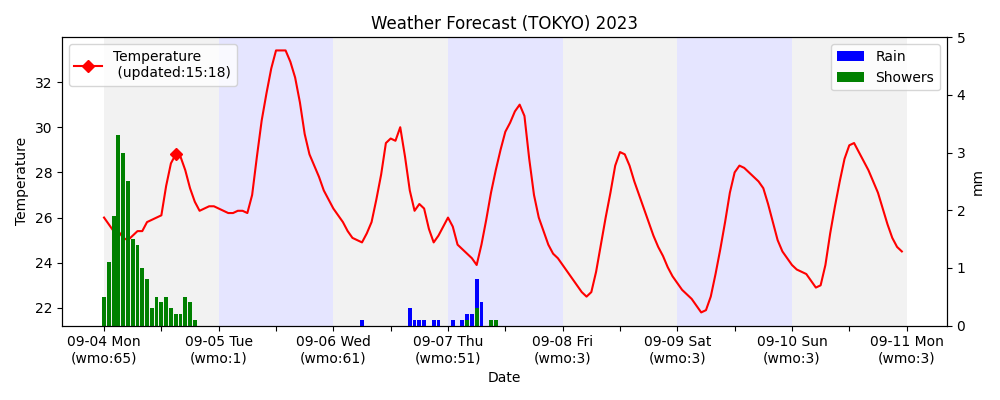 Weather Forecast (TOKYO) 2023
Temperature
(updated:15:18)
Rain
Showers
Temperature
32
30
28
26
24
22
5
4
3
2
1
0
mm
09-04 Mon 09-05 Tue 09-06 Wed 09-07 Thu 09-08 Fri 09-09 Sat 09-10 Sun 09-11 Mon
(wmo:65) (wmo:1) (wmo:61) (wmo:51) (wmo:3) (wmo:3) (wmo:3) (wmo:3)
Date